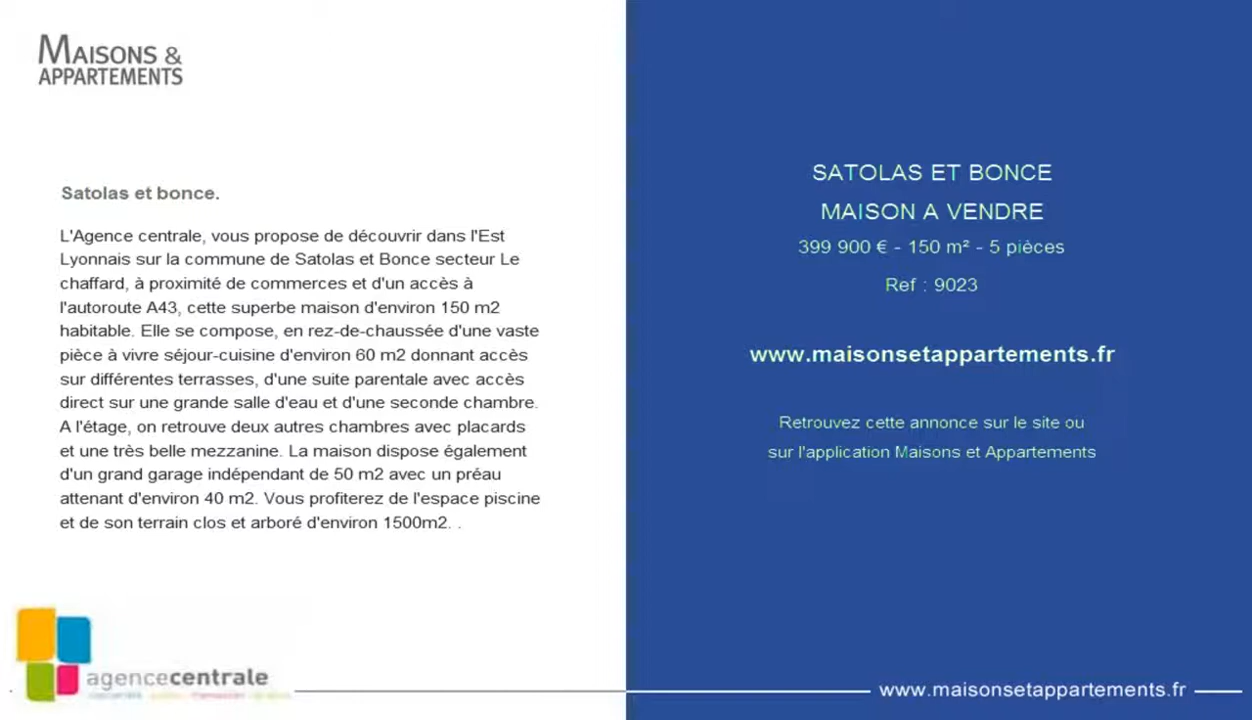 MAISONS &
APPARTEMENTS
Satolas et bonce.
L'Agence centrale, vous propose de découvrir dans l'Est
Lyonnais sur la commune de Satolas et Bonce secteur Le
chaffard, à proximité de commerces et d'un accès à
l'autoroute A43, cette superbe maison d'environ 150 m2
habitable. Elle se compose, en rez-de-chaussée d'une vaste
pièce à vivre séjour-cuisine d'environ 60 m2 donnant accès
sur différentes terrasses, d'une suite parentale avec accès
direct sur une grande salle d'eau et d'une seconde chambre.
A l'étage, on retrouve deux autres chambres avec placards
et une très belle mezzanine. La maison dispose également
d'un grand garage indépendant de 50 m2 avec un préau
attenant d'environ 40 m2. Vous profiterez de l'espace piscine
et de son terrain clos et arboré d'environ 1500m2. .
agencecentrale
SATOLAS ET BONCE
MAISON A VENDRE
399 900 € - 150 m² - 5 pièces
Ref : 9023
www.maisonsetappartements.fr
Retrouvez cette annonce sur le site ou
sur l'application Maisons et Appartements
www.maisonsetappartements.fr